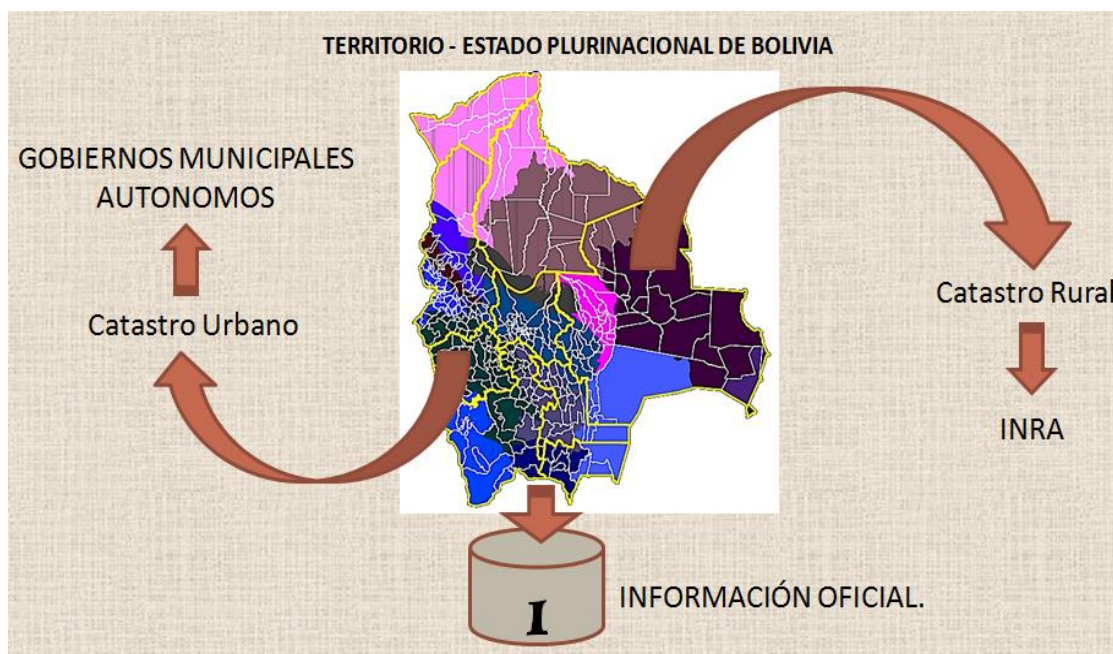 TERRITORIO - ESTADO PLURINACIONAL DE BOLIVIA
GOBIERNOS MUNICIPALES
AUTONOMOS
Catastro Urbano
Catastro Rural
INRA
I
INFORMACIÓN OFICIAL.